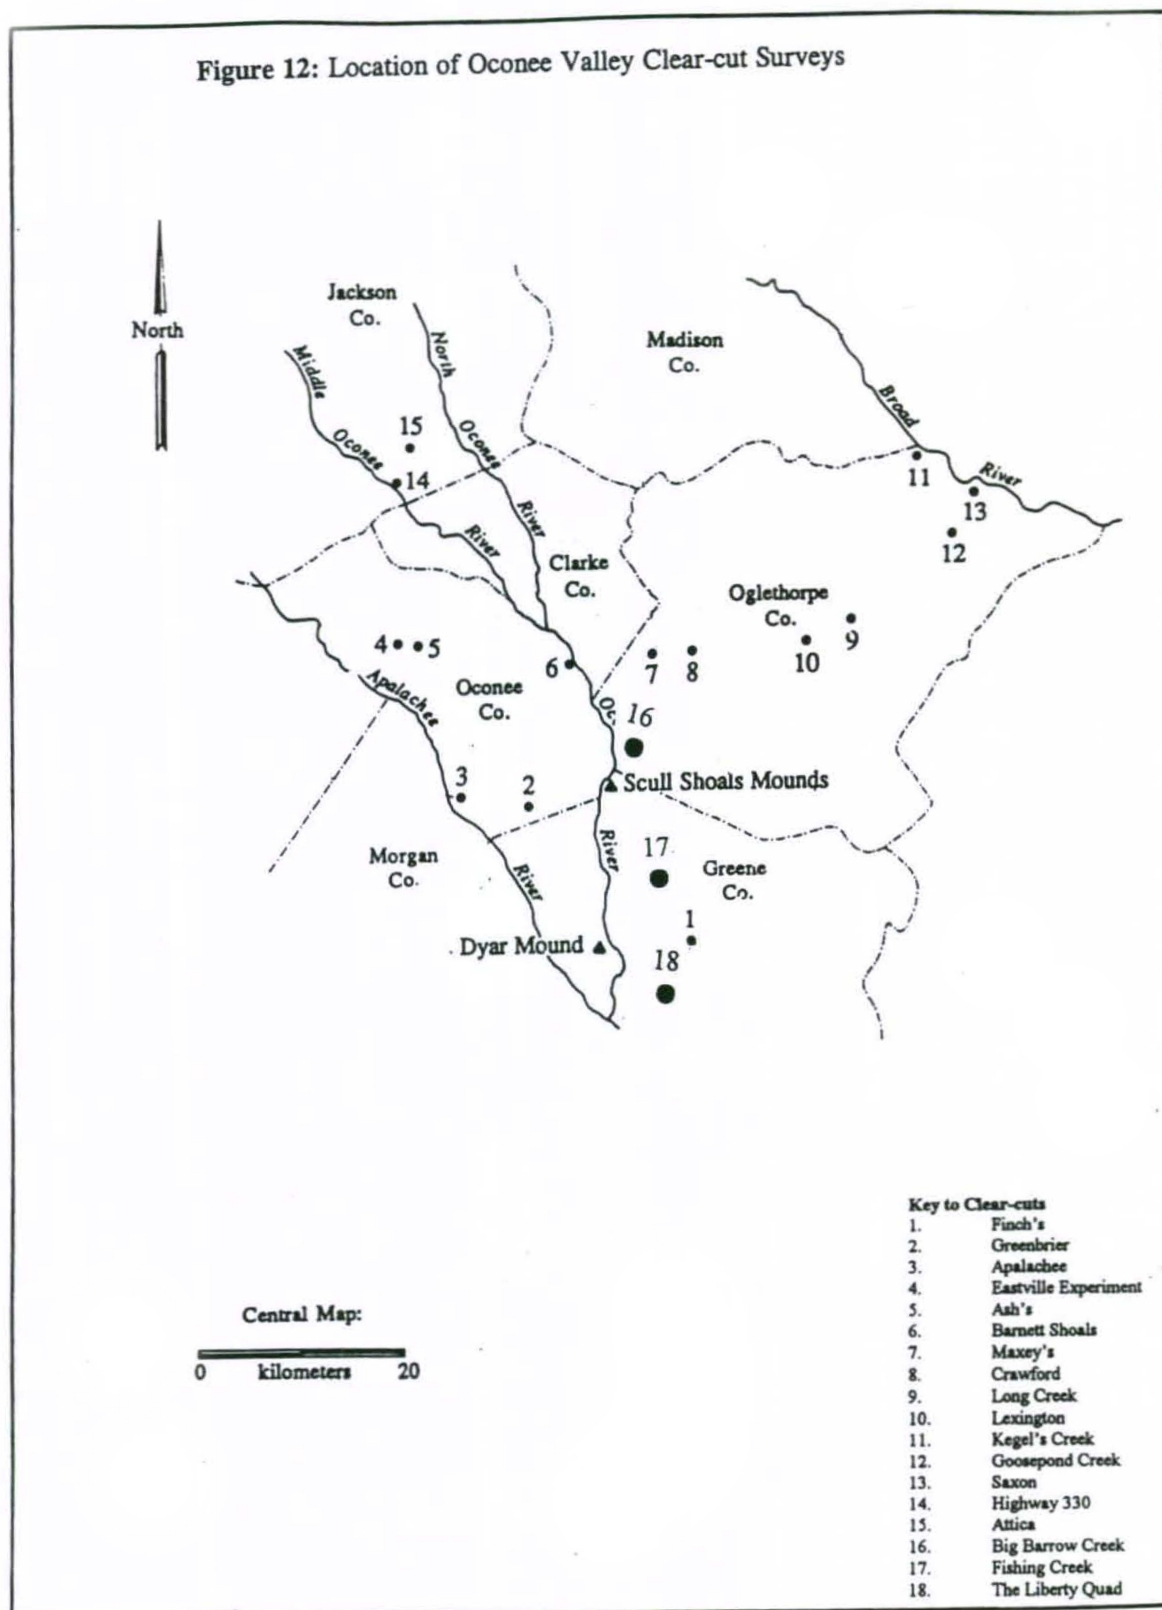 Figure 12: Location of Oconee Valley Clear-cut Surveys
North
Jackson
Co.
Madison
Co.
Middle
Oconee
River
North
Oconee
River
Broad
River
15
14
11
13
12
Clarke
Co.
Oglethorpe
Co.
9
10
4
5
6
7
8
Apalachee
Oconee
Co.
Oc
16
3
2
Scull Shoals Mounds
Morgan
Co.
River
River
17
Greene
Co.
1
Dyar Mound
18
Central Map:
0 kilometers 20
Key to Clear-cuts
1. Finch's
2. Greenbrier
3. Apalachee
4. Eastville Experiment
5. Ash's
6. Barnett Shoals
7. Maxey's
8. Crawford
9. Long Creek
10. Lexington
11. Kegel's Creek
12. Goosepond Creek
13. Saxon
14. Highway 330
15. Attica
16. Big Barrow Creek
17. Fishing Creek
18. The Liberty Quad